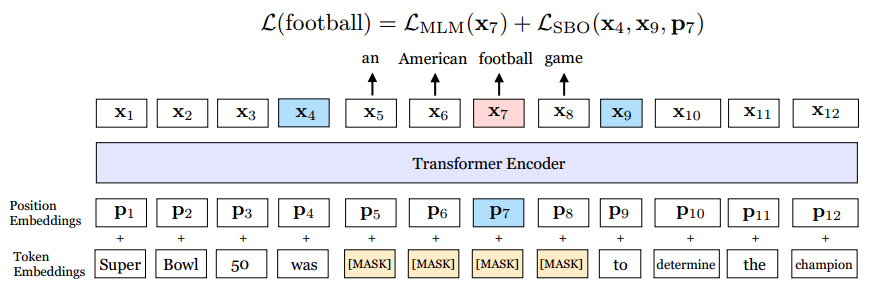 ℒ(football) = ℒ_MLM(x₇) + ℒ_SBO(x₄, x₉, p₇)
an American football game
x₁ x₂ x₃ x₄ x₅ x₆ x₇ x₈ x₉ x₁₀ x₁₁ x₁₂
Transformer Encoder
Position
Embeddings
p₁ p₂ p₃ p₄ p₅ p₆ p₇ p₈ p₉ p₁₀ p₁₁ p₁₂
+ + + + + + + + + + + +
Token
Embeddings
Super Bowl 50 was [MASK] [MASK] [MASK] [MASK] to determine the champion